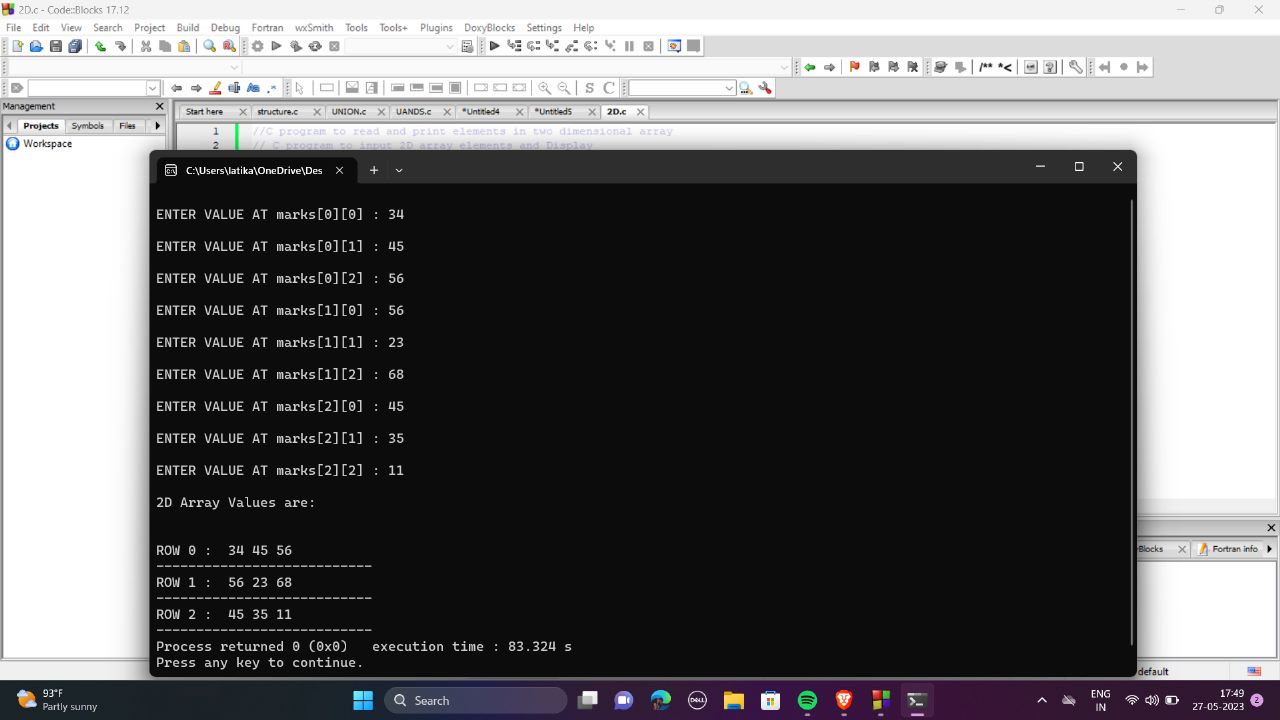 2D.c - Code::Blocks 17.12
File Edit View Search Project Build Debug Fortran wxSmith Tools Tools+ Plugins DoxyBlocks Settings Help
/** *<
Management
Projects Symbols Files
Workspace
Start here structure.c UNION.c UANDS.c *Untitled4 *Untitled5 2D.c
1 //C program to read and print elements in two dimensional array
2 // C program to input 2D array elements and Display
C:\Users\latika\OneDrive\Des
ENTER VALUE AT marks[0][0] : 34
ENTER VALUE AT marks[0][1] : 45
ENTER VALUE AT marks[0][2] : 56
ENTER VALUE AT marks[1][0] : 56
ENTER VALUE AT marks[1][1] : 23
ENTER VALUE AT marks[1][2] : 68
ENTER VALUE AT marks[2][0] : 45
ENTER VALUE AT marks[2][1] : 35
ENTER VALUE AT marks[2][2] : 11
2D Array Values are:
ROW 0 :  34 45 56
---------------------------
ROW 1 :  56 23 68
---------------------------
ROW 2 :  45 35 11
---------------------------
Process returned 0 (0x0)   execution time : 83.324 s
Press any key to continue.
Blocks Fortran info
default
93°F
Partly sunny
Search
DELL
ENG
IN
17:49
27-05-2023
2